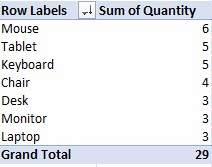 Row Labels Sum of Quantity
Mouse 6
Tablet 5
Keyboard 5
Chair 4
Desk 3
Monitor 3
Laptop 3
Grand Total 29